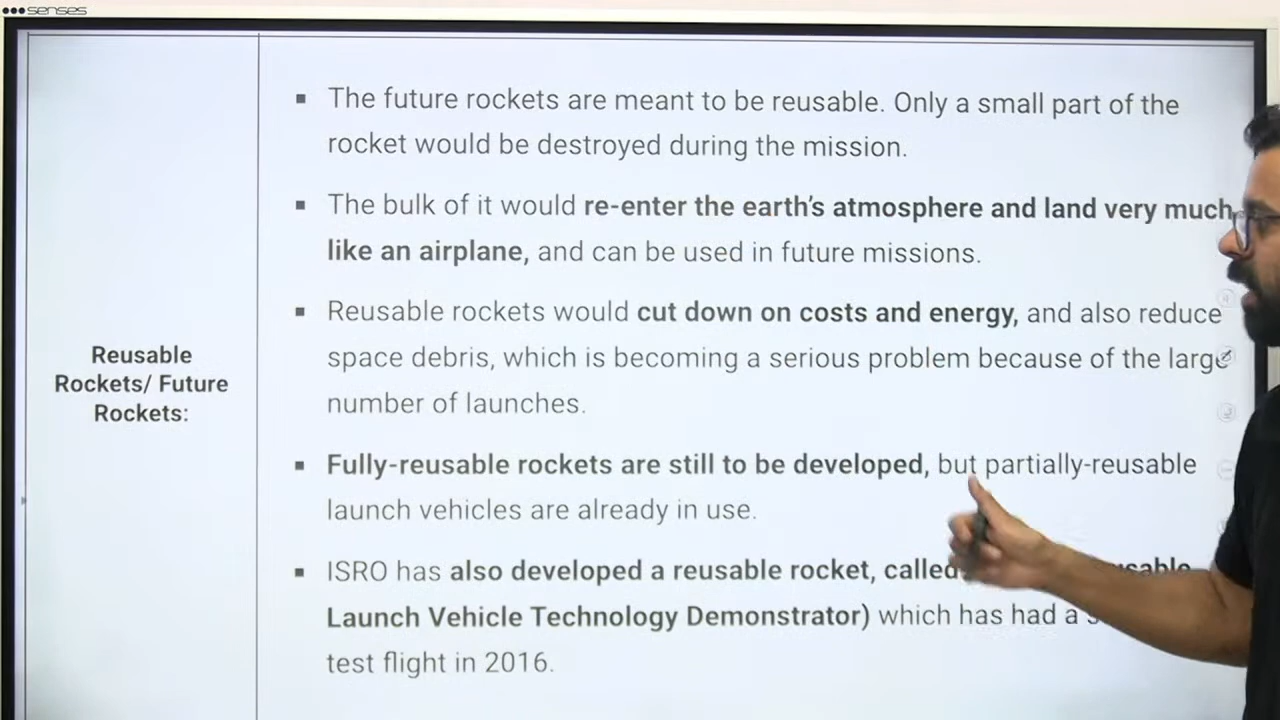 senses
The future rockets are meant to be reusable. Only a small part of the
rocket would be destroyed during the mission.
The bulk of it would re-enter the earth's atmosphere and land very much
like an airplane, and can be used in future missions.
Reusable rockets would cut down on costs and energy, and also reduce
space debris, which is becoming a serious problem because of the large
number of launches.
Reusable
Rockets/ Future
Rockets:
Fully-reusable rockets are still to be developed, but partially-reusable
launch vehicles are already in use.
ISRO has also developed a reusable rocket, called
Launch Vehicle Technology Demonstrator) which has had a
test flight in 2016.